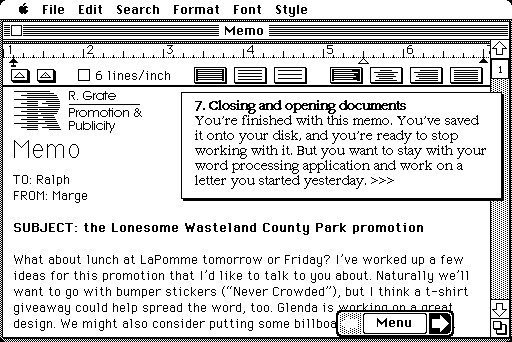 File Edit Search Format Font Style
Memo
1 2 3 4 5 6 7
6 lines/inch
1
R. Grafe
Promotion &
Publicity
7. Closing and opening documents
You're finished with this memo. You've saved
it onto your disk, and you're ready to stop
working with it. But you want to stay with your
word processing application and work on a
letter you started yesterday. >>>
Memo
TO: Ralph
FROM: Marge
SUBJECT: the Lonesome Wasteland County Park promotion
What about lunch at LaPomme tomorrow or Friday? I've worked up a few
ideas for this promotion that I'd like to talk to you about. Naturally we'll
want to go with bumper stickers ("Never Crowded"), but I think a t-shirt
giveaway could help spread the word, too. Glenda is working on a great
design. We might also consider putting some billboa
Menu